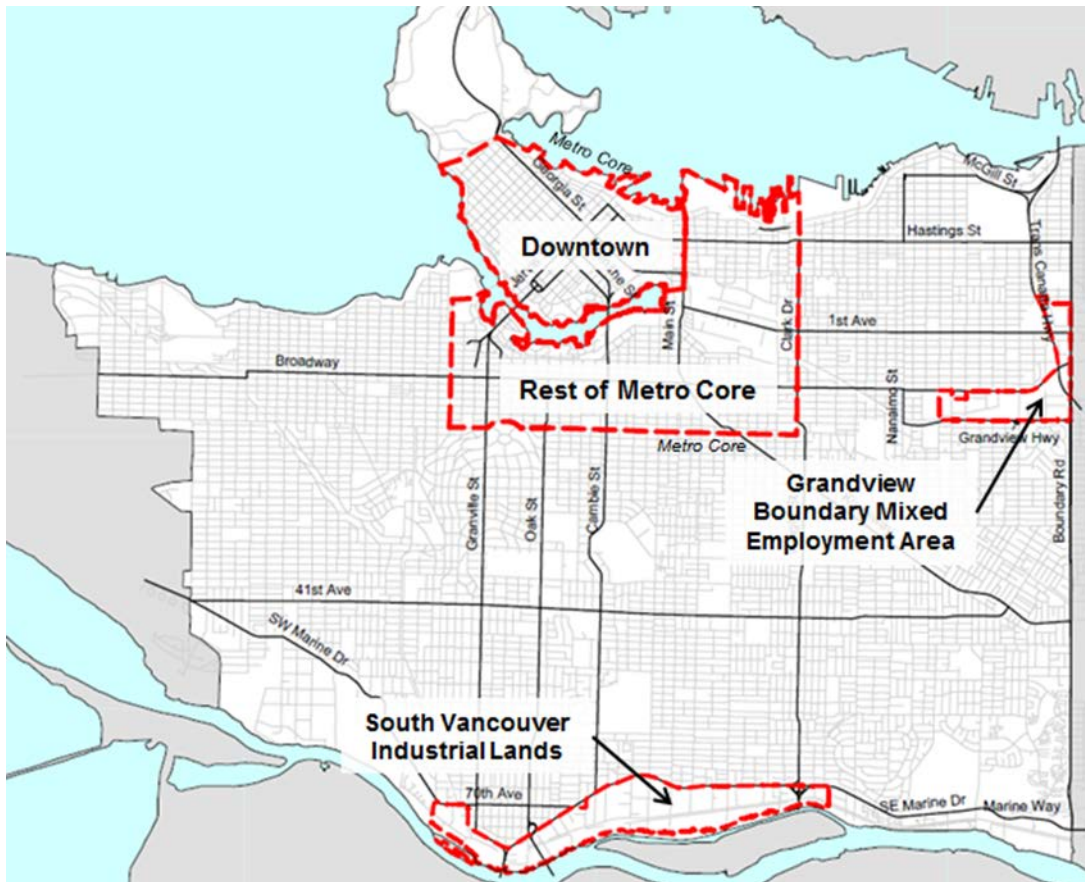 Metro Core
Georgia St
McGill St
Trans Canada Hwy
Hastings St
Downtown
Main St
Clark Dr
1st Ave
Broadway
Rest of Metro Core
Nanaimo St
Metro Core
Grandview Hwy
Granville St
Oak St
Cambie St
Boundary Rd
Grandview
Boundary Mixed
Employment Area
41st Ave
SW Marine Dr
South Vancouver
Industrial Lands
70th Ave
SE Marine Dr
Marine Way